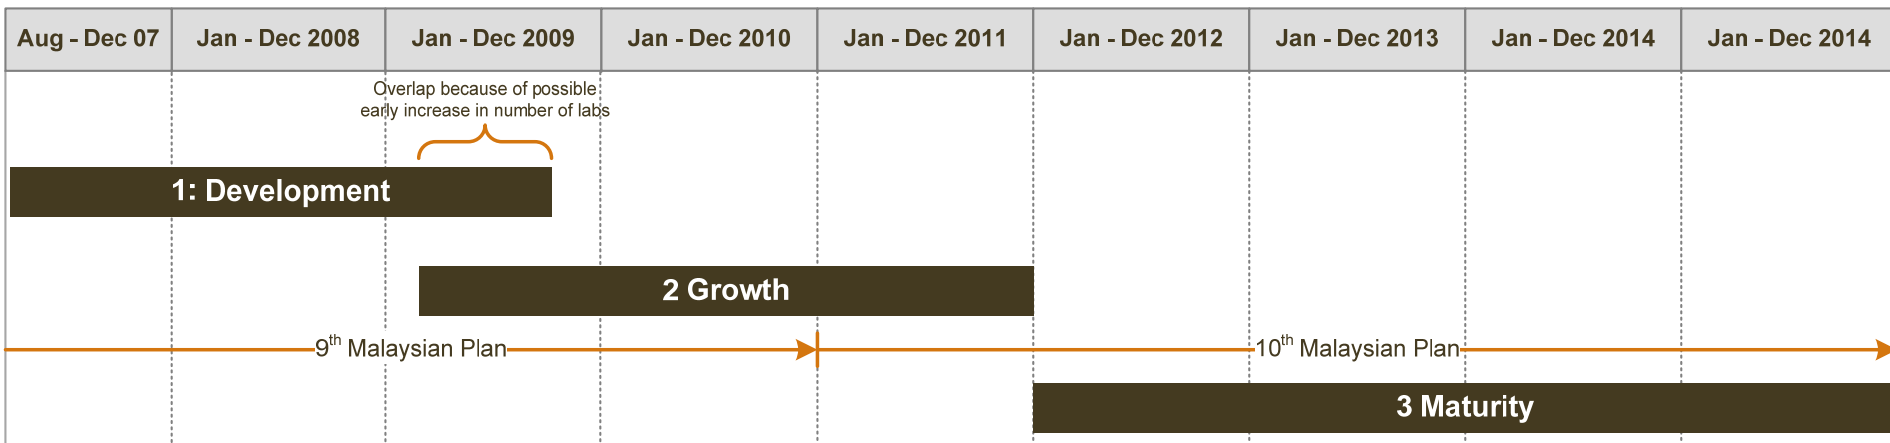 Aug - Dec 07
Jan - Dec 2008
Jan - Dec 2009
Jan - Dec 2010
Jan - Dec 2011
Jan - Dec 2012
Jan - Dec 2013
Jan - Dec 2014
Jan - Dec 2014
Overlap because of possible
early increase in number of labs
1: Development
2 Growth
9th Malaysian Plan
10th Malaysian Plan
3 Maturity